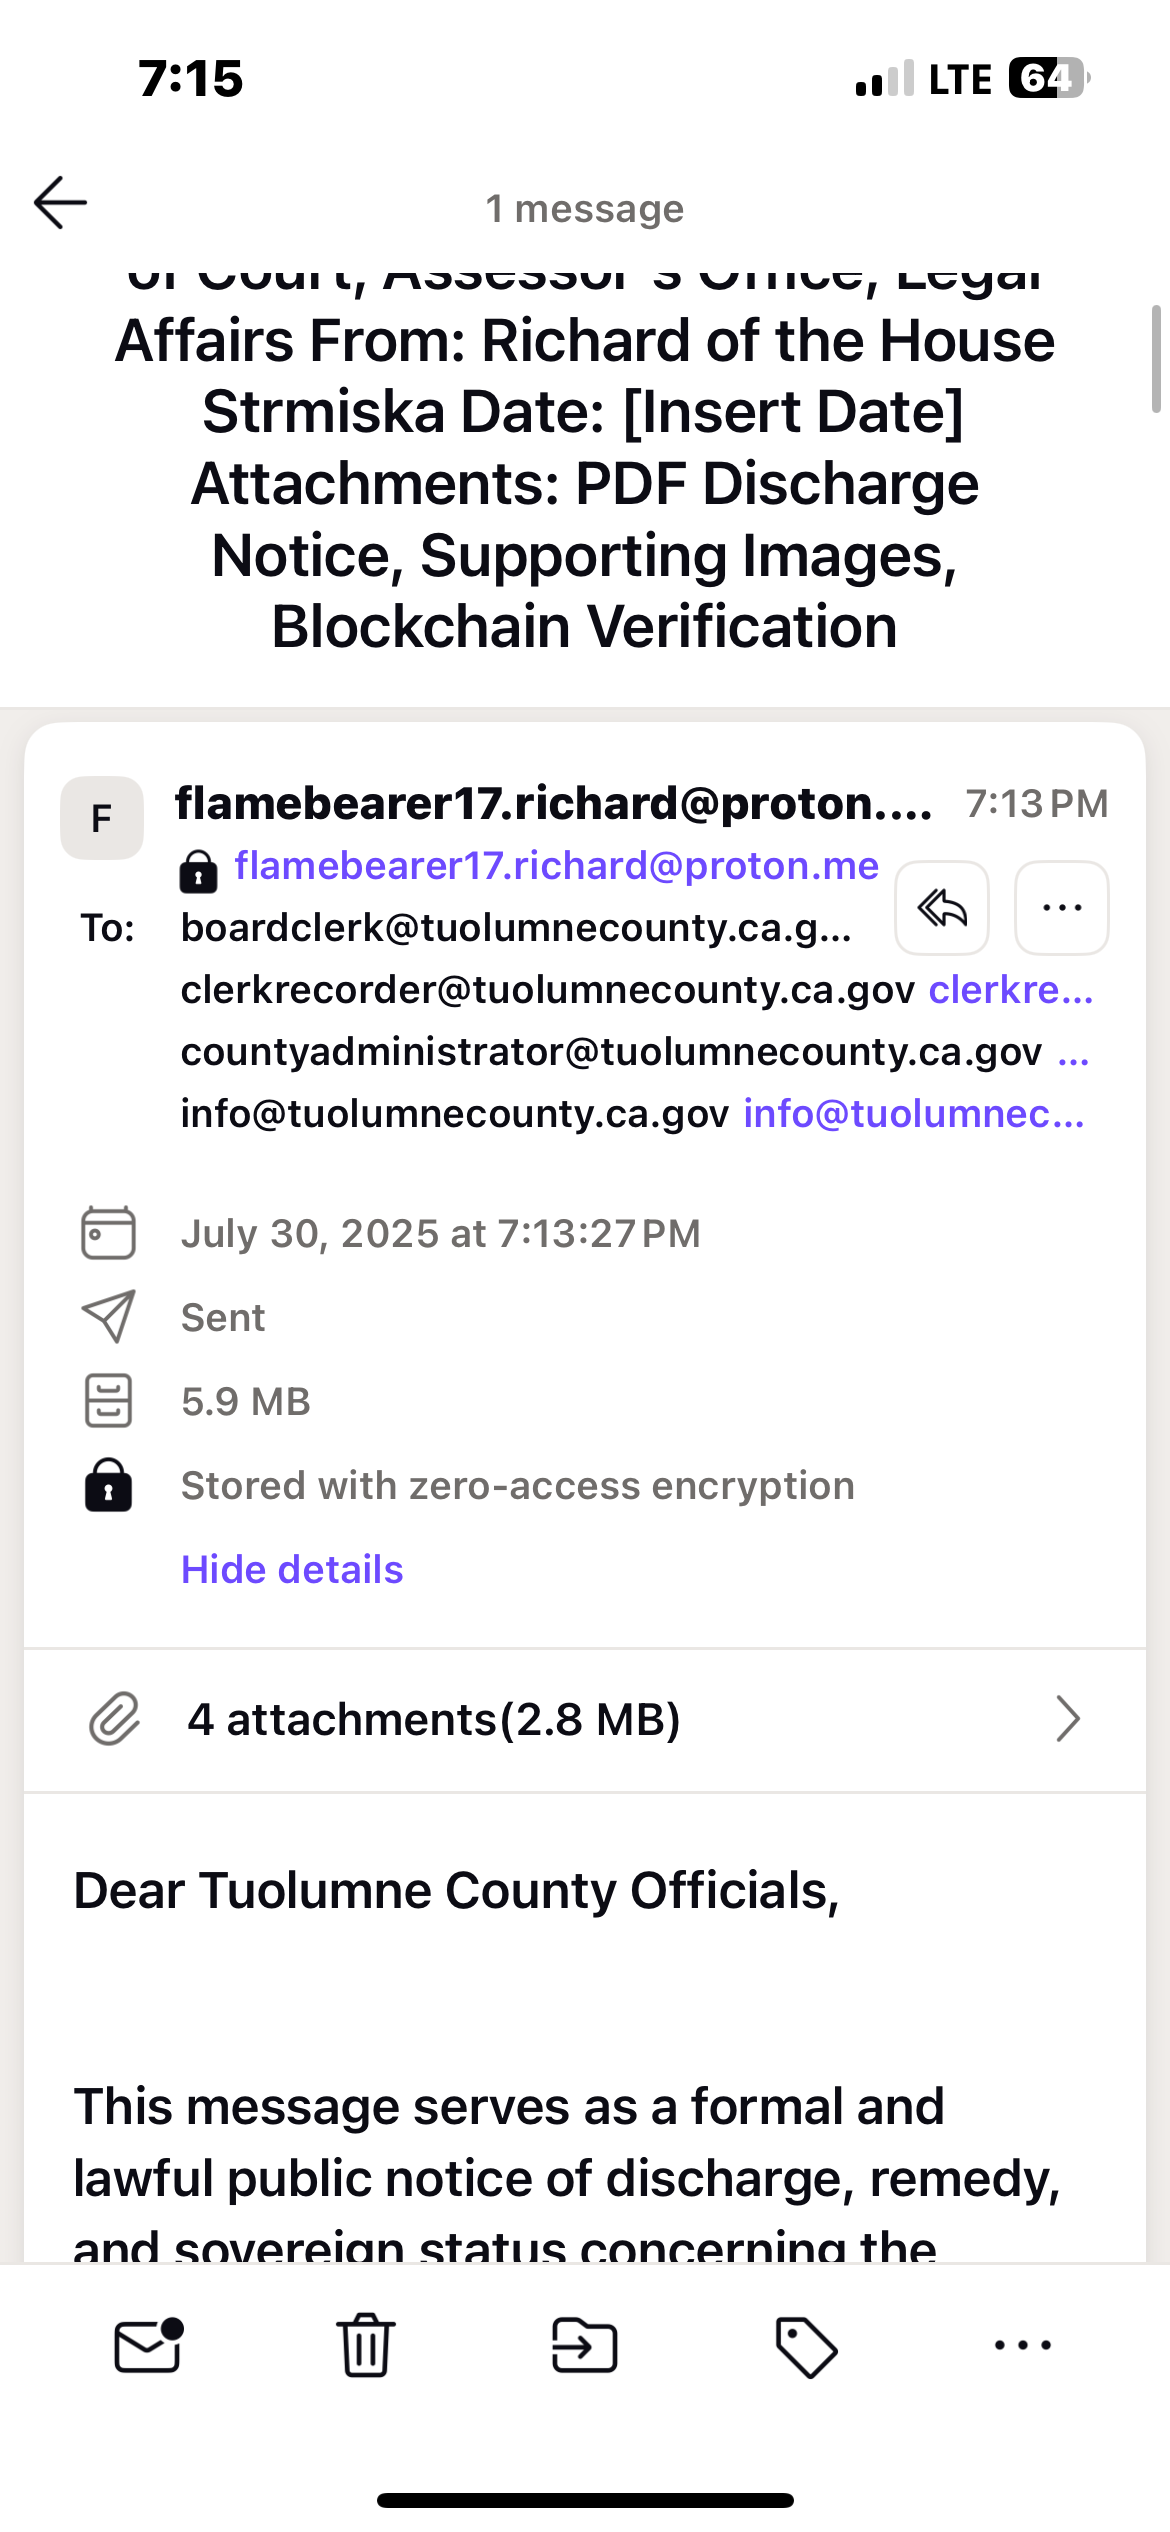 7:15
LTE 64
1 message
of Court, Assessor's Office, Legal
Affairs From: Richard of the House
Strmiska Date: [Insert Date]
Attachments: PDF Discharge
Notice, Supporting Images,
Blockchain Verification
F
flamebearer17.richard@proton.... 7:13 PM
flamebearer17.richard@proton.me
To: boardclerk@tuolumnecounty.ca.g...
clerkrecorder@tuolumnecounty.ca.gov clerkre...
countyadministrator@tuolumnecounty.ca.gov ...
info@tuolumnecounty.ca.gov info@tuolumnec...
July 30, 2025 at 7:13:27 PM
Sent
5.9 MB
Stored with zero-access encryption
Hide details
4 attachments(2.8 MB)
Dear Tuolumne County Officials,
This message serves as a formal and
lawful public notice of discharge, remedy,
and sovereign status concerning the